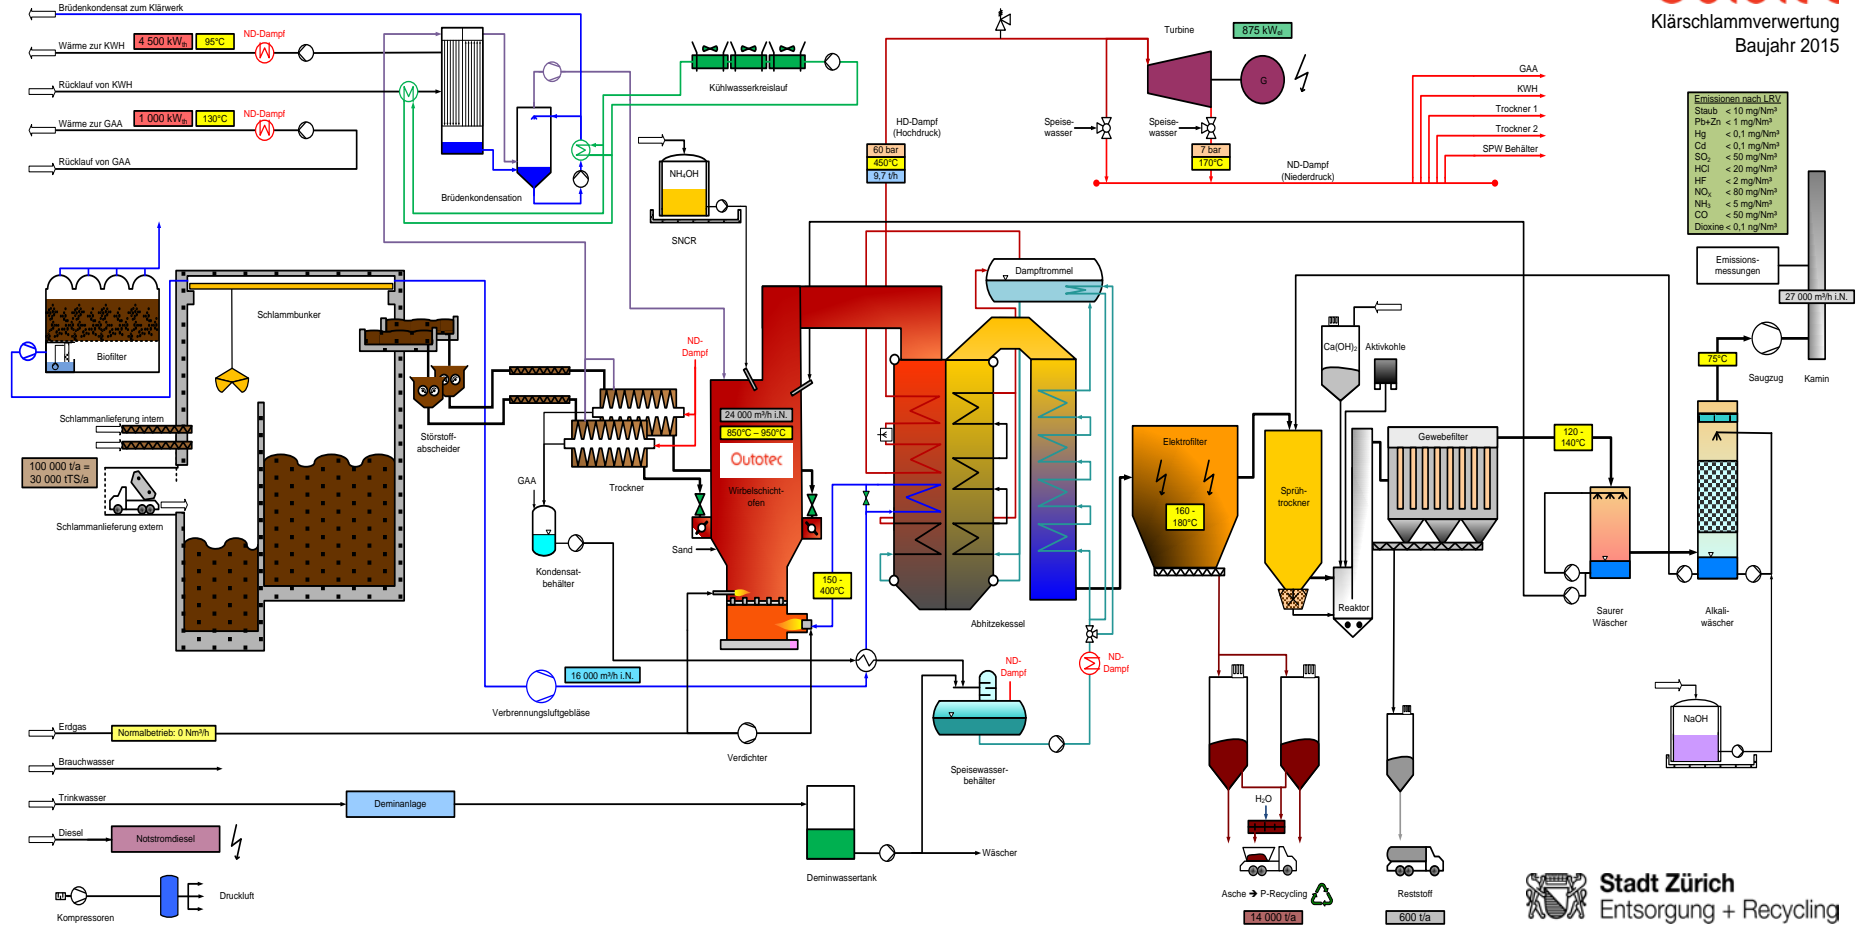 Brüdenkondensat zum Klärwerk
Wärme zur KWH
4 500 kWth
95°C
ND-Dampf
Rücklauf von KWH
Wärme zur GAA
1 000 kWth
130°C
ND-Dampf
Rücklauf von GAA
M
Brüdenkondensation
Kühlwasserkreislauf
NH₄OH
SNCR
HD-Dampf
(Hochdruck)
60 bar
450°C
9,7 t/h
Turbine
875 kWel
G
Speise-
wasser
Speise-
wasser
7 bar
170°C
ND-Dampf
(Niederdruck)
GAA
KWH
Trockner 1
Trockner 2
SPW Behälter
Klärschlammverwertung
Baujahr 2015
Emissionen nach LRV
Staub < 10 mg/Nm³
Pb+Zn < 1 mg/Nm³
Hg < 0,1 mg/Nm³
Cd < 0,1 mg/Nm³
SO₂ < 50 mg/Nm³
HCl < 20 mg/Nm³
HF < 2 mg/Nm³
NOX < 80 mg/Nm³
NH₃ < 5 mg/Nm³
CO < 50 mg/Nm³
Dioxine < 0,1 ng/Nm³
Emissions-
messungen
27 000 m³/h i.N.
Kamin
Saugzug
75°C
Biofilter
Schlammbunker
Schlammanlieferung intern
100 000 t/a =
30 000 tTS/a
Schlammanlieferung extern
Störstoff-
abscheider
Trockner
ND-
Dampf
GAA
Kondensat-
behälter
24 000 m³/h i.N.
850°C – 950°C
Outotec
Wirbelschicht-
ofen
Sand
150 -
400°C
Dampftrommel
Abhitzekessel
Elektrofilter
160 -
180°C
Sprüh-
trockner
Ca(OH)₂
Aktivkohle
Reaktor
Gewebefilter
120 -
140°C
Saurer
Wäscher
Alkali-
wäscher
NaOH
16 000 m³/h i.N.
Verbrennungsluftgebläse
ND-
Dampf
ND-
Dampf
Speisewasser-
behälter
Verdichter
Erdgas
Normalbetrieb: 0 Nm³/h
Brauchwasser
Trinkwasser
Deminanlage
Diesel
Notstromdiesel
Kompressoren
Druckluft
Deminwassertank
Wäscher
H₂O
Asche ➔ P-Recycling
14 000 t/a
Reststoff
600 t/a
Stadt Zürich
Entsorgung + Recycling